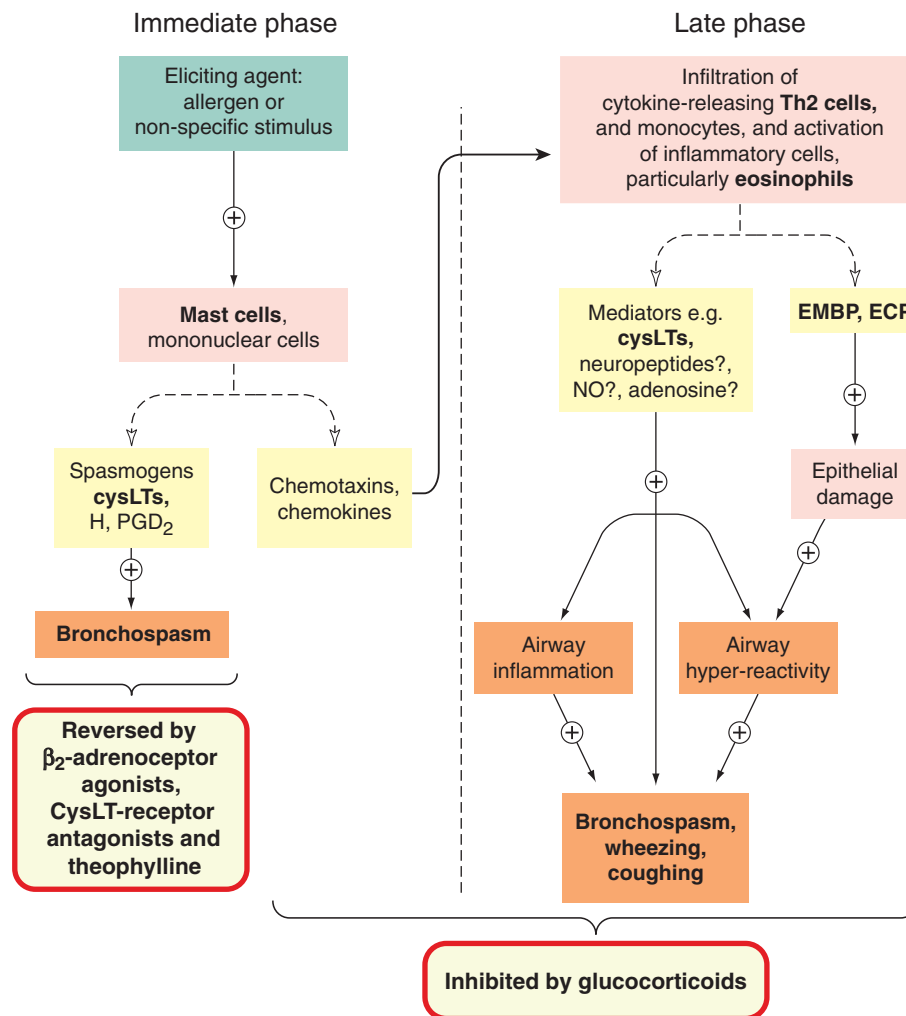 Immediate phase
Eliciting agent:
allergen or
non-specific stimulus
+
Mast cells,
mononuclear cells
Spasmogens
cysLTs,
H, PGD₂
Chemotaxins,
chemokines
+
Bronchospasm
Reversed by
β₂-adrenoceptor
agonists,
CysLT-receptor
antagonists and
theophylline
Late phase
Infiltration of
cytokine-releasing Th2 cells,
and monocytes, and activation
of inflammatory cells,
particularly eosinophils
Mediators e.g.
cysLTs,
neuropeptides?,
NO?, adenosine?
EMBP, ECP
+
+
Epithelial
damage
+
Airway
inflammation
Airway
hyper-reactivity
+
+
Bronchospasm,
wheezing,
coughing
Inhibited by glucocorticoids